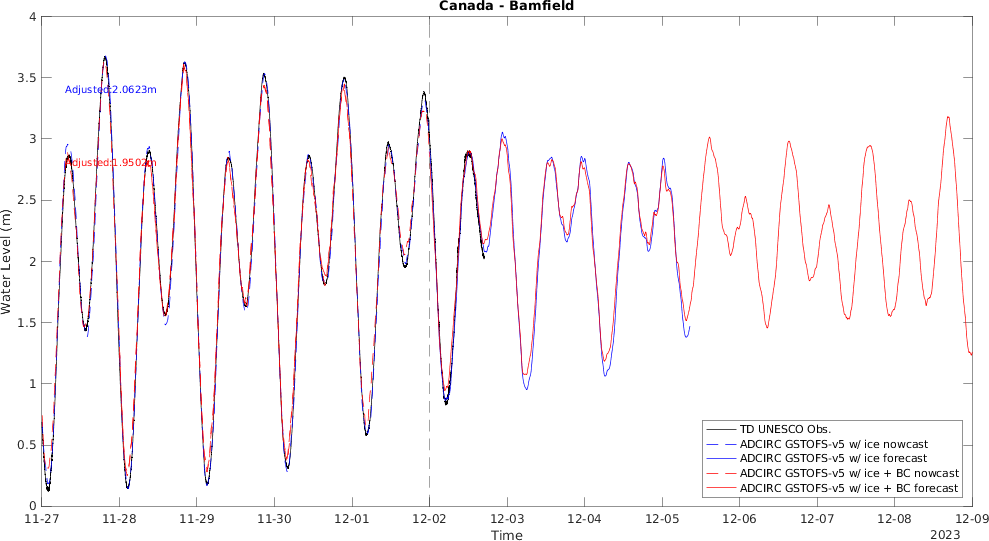 Canada - Bamfield
4
3.5
3
2.5
2
1.5
1
0.5
0
Water Level (m)
Adjusted:2.0623m
Adjusted:1.9502m
TD UNESCO Obs.
ADCIRC GSTOFS-v5 w/ ice nowcast
ADCIRC GSTOFS-v5 w/ ice forecast
ADCIRC GSTOFS-v5 w/ ice + BC nowcast
ADCIRC GSTOFS-v5 w/ ice + BC forecast
11-27 11-28 11-29 11-30 12-02 12-03 12-04 12-05 12-06 12-07 12-08 12-09
Time
2023